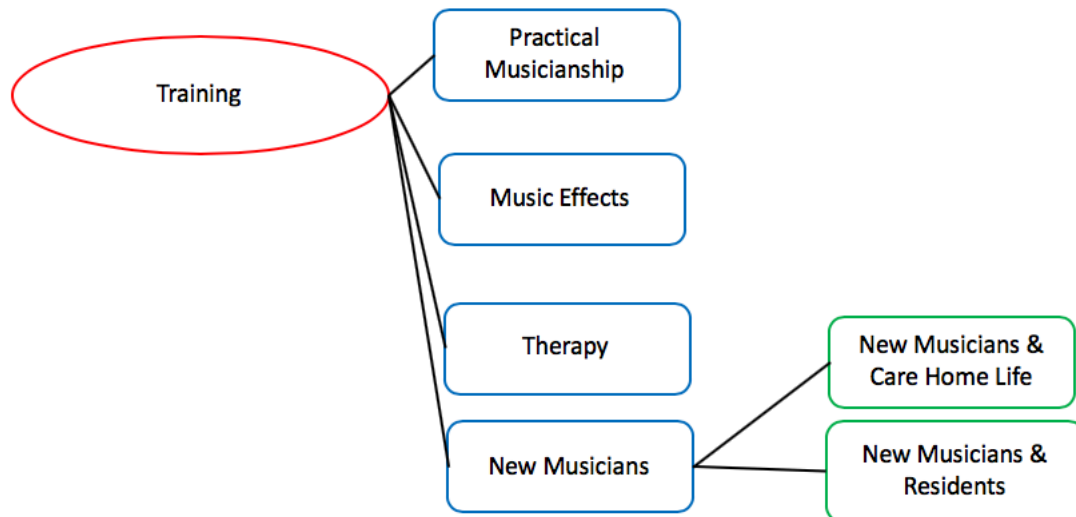 Training
Practical
Musicianship
Music Effects
Therapy
New Musicians
New Musicians &
Care Home Life
New Musicians &
Residents